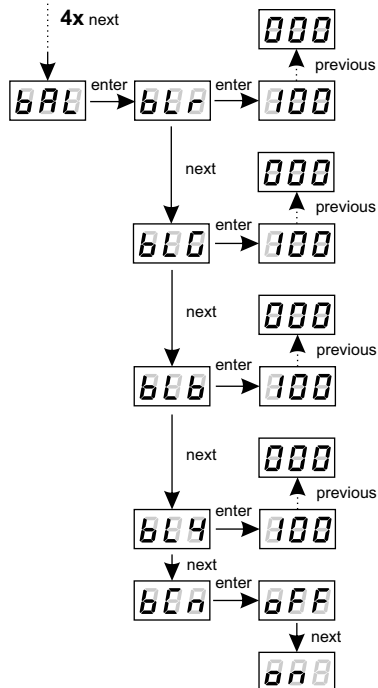 4x next
000
previous
bAL enter bLr enter 100
next
000
previous
bLG enter 100
next
000
previous
bLb enter 100
next
000
previous
bL4 enter 100
next
bCn enter oFF
next
on